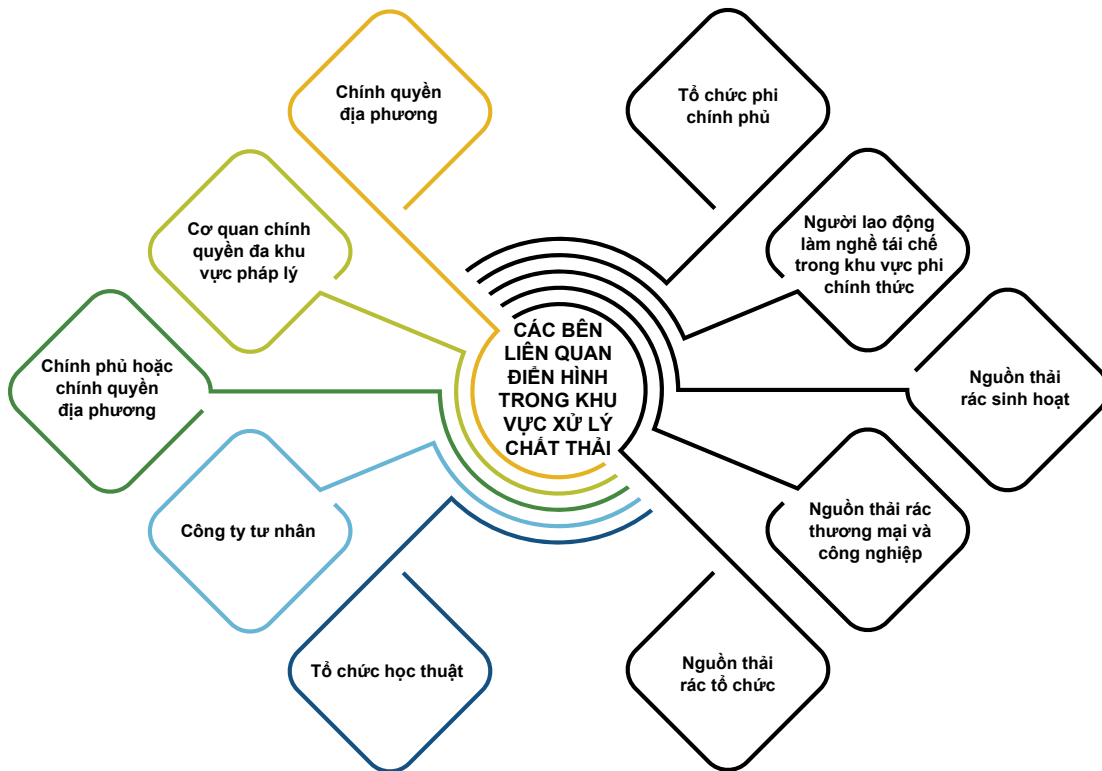 Chính quyền
địa phương
Tổ chức phi
chính phủ
Cơ quan chính
quyền đa khu
vực pháp lý
Người lao động
làm nghề tái chế
trong khu vực phi
chính thức
Chính phủ hoặc
chính quyền
địa phương
CÁC BÊN
LIÊN QUAN
ĐIỂN HÌNH
TRONG KHU
VỰC XỬ LÝ
CHẤT THẢI
Nguồn thải
rác sinh hoạt
Công ty tư nhân
Nguồn thải rác
thương mại và
công nghiệp
Tổ chức học thuật
Nguồn thải
rác tổ chức